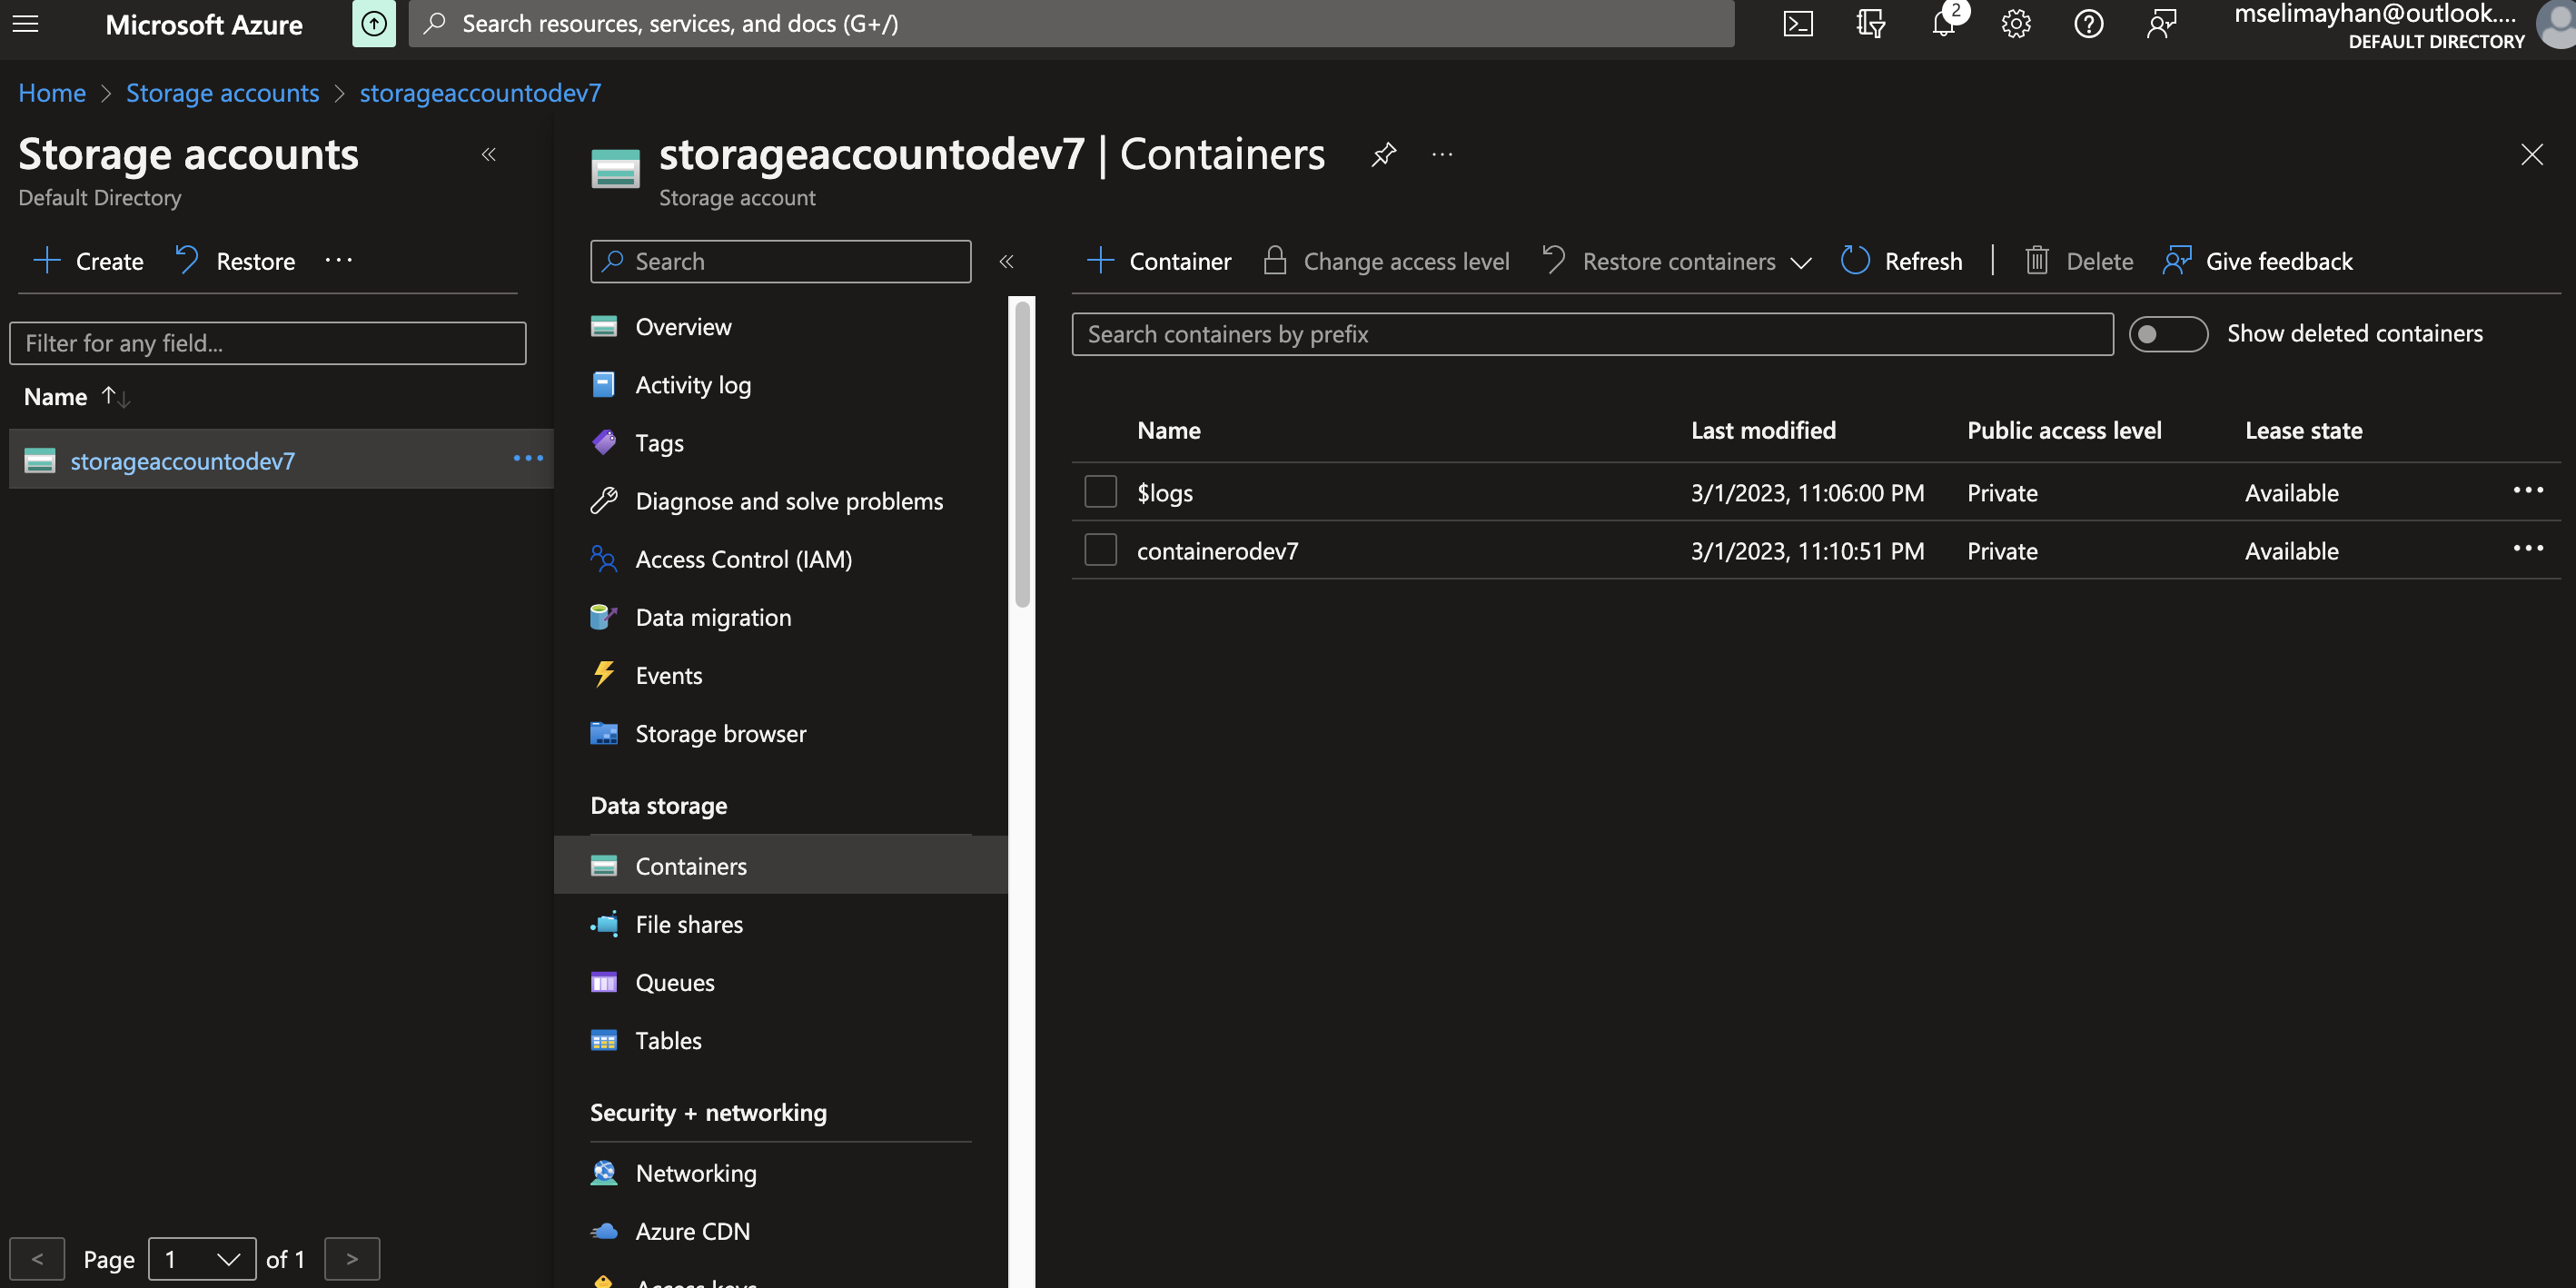 Microsoft Azure
Search resources, services, and docs (G+/)
2
mselimayhan@outlook....
DEFAULT DIRECTORY
Home > Storage accounts > storageaccountodev7
Storage accounts
Default Directory
Create Restore ...
Filter for any field...
Name
storageaccountodev7 ...
< Page 1 of 1 >
storageaccountodev7 | Containers ...
Storage account
Search
Overview
Activity log
Tags
Diagnose and solve problems
Access Control (IAM)
Data migration
Events
Storage browser
Data storage
Containers
File shares
Queues
Tables
Security + networking
Networking
Azure CDN
Access keys
Container Change access level Restore containers Refresh | Delete Give feedback
Search containers by prefix
Show deleted containers
Name Last modified Public access level Lease state
$logs 3/1/2023, 11:06:00 PM Private Available ...
containerodev7 3/1/2023, 11:10:51 PM Private Available ...